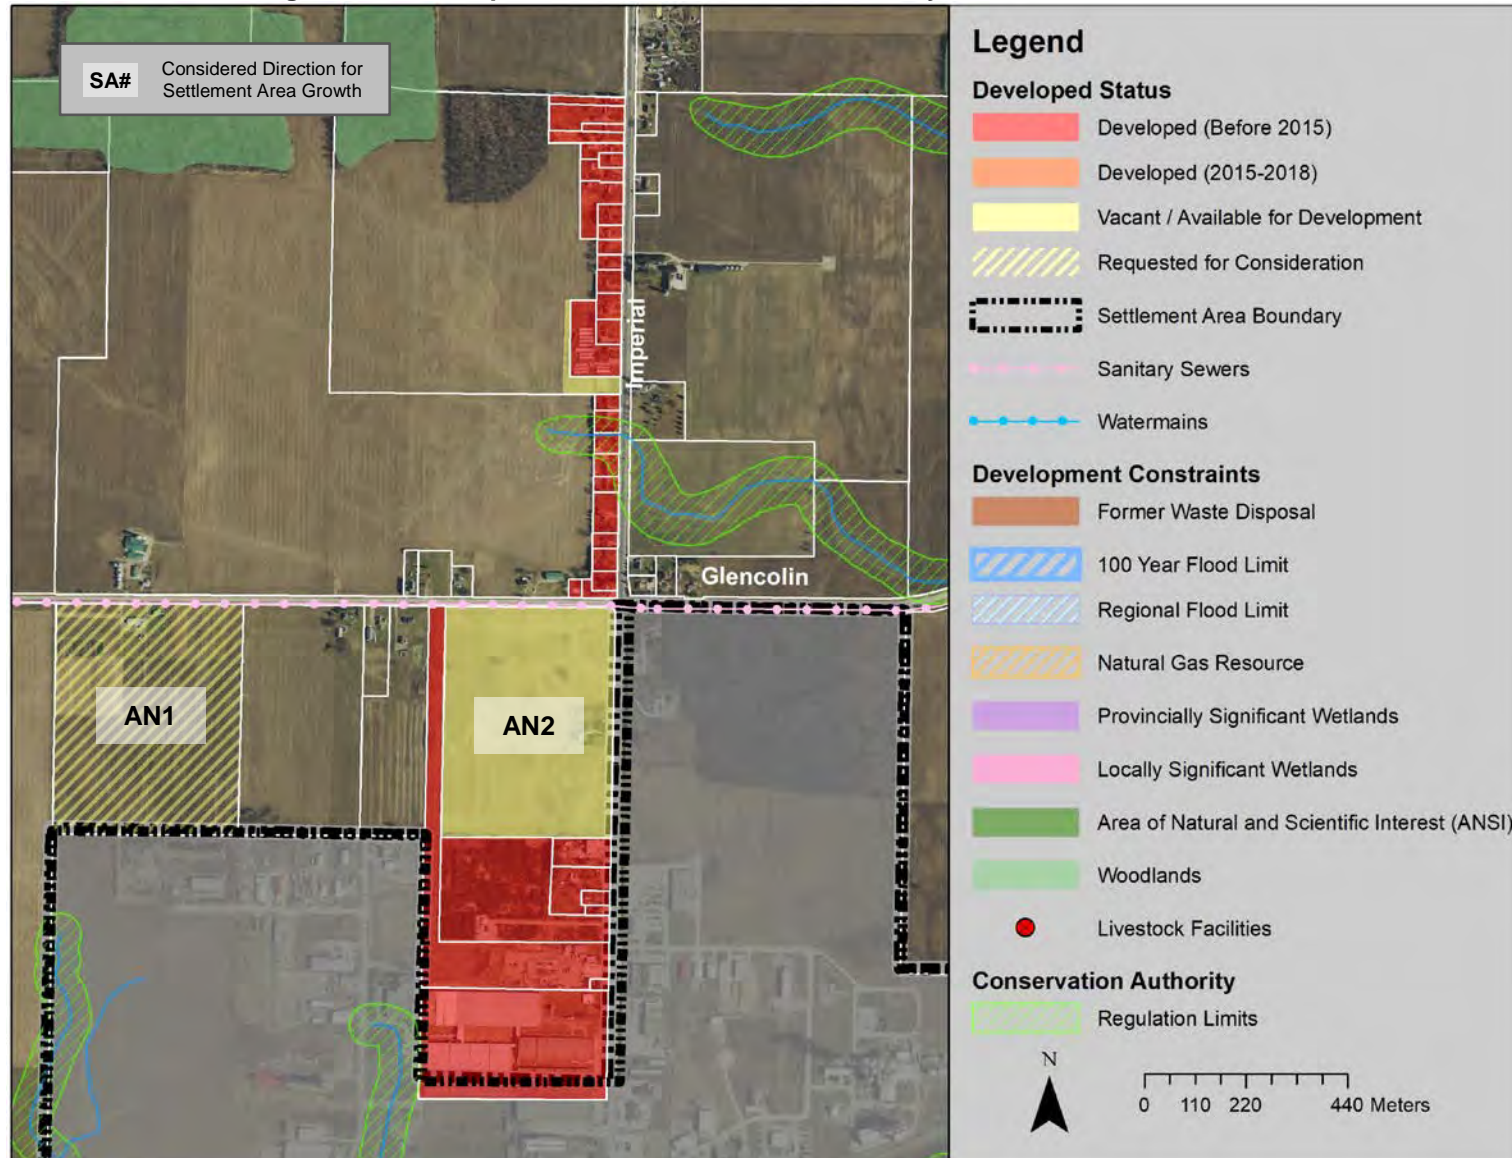 SA#
Considered Direction for
Settlement Area Growth
Imperial
Glencolin
AN1
AN2
Legend
Developed Status
Developed (Before 2015)
Developed (2015-2018)
Vacant / Available for Development
Requested for Consideration
Settlement Area Boundary
Sanitary Sewers
Watermains
Development Constraints
Former Waste Disposal
100 Year Flood Limit
Regional Flood Limit
Natural Gas Resource
Provincially Significant Wetlands
Locally Significant Wetlands
Area of Natural and Scientific Interest (ANSI)
Woodlands
Livestock Facilities
Conservation Authority
Regulation Limits
N
0 110 220 440 Meters